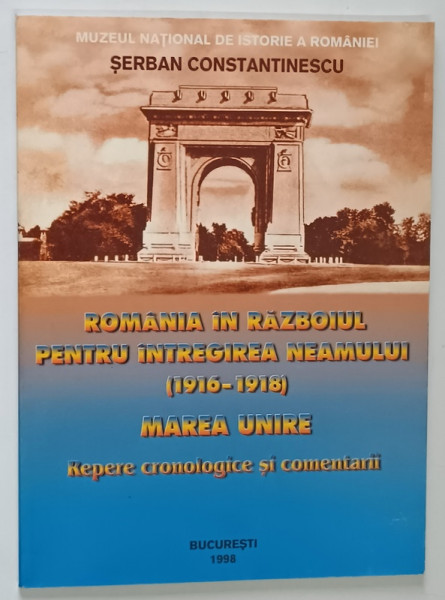 MUZEUL NAȚIONAL DE ISTORIE A ROMÂNIEI
ȘERBAN CONSTANTINESCU
ROMÂNIA ÎN RĂZBOIUL
PENTRU ÎNTREGIREA NEAMULUI
(1916-1918)
MAREA UNIRE
Repere cronologice și comentarii
BUCUREȘTI
1998